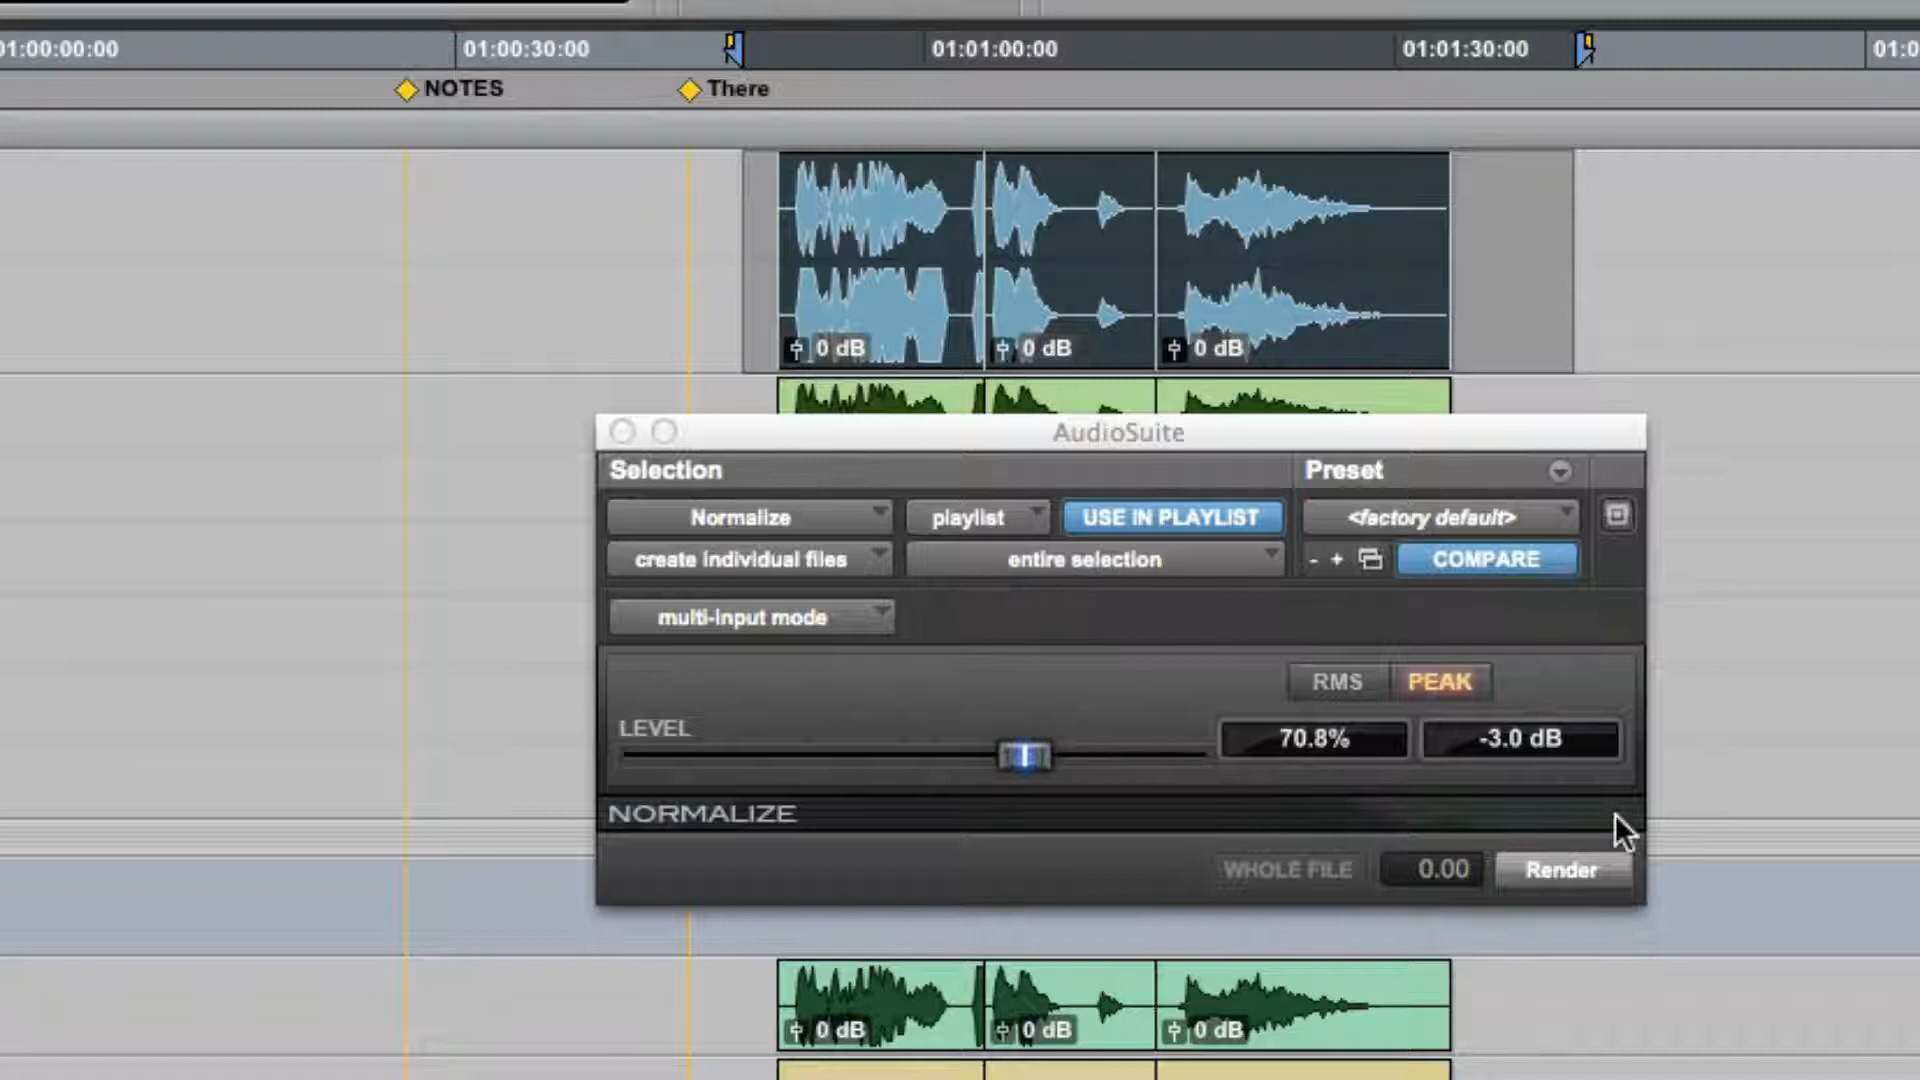 01:00:00:00 01:00:30:00 01:01:00:00 01:01:30:00 01:0
NOTES There
0 dB 0 dB 0 dB
AudioSuite
Selection Preset
Normalize playlist USE IN PLAYLIST <factory default>
create individual files entire selection - + COMPARE
multi-input mode
RMS PEAK
LEVEL 70.8% -3.0 dB
NORMALIZE
WHOLE FILE 0.00 Render
0 dB 0 dB 0 dB